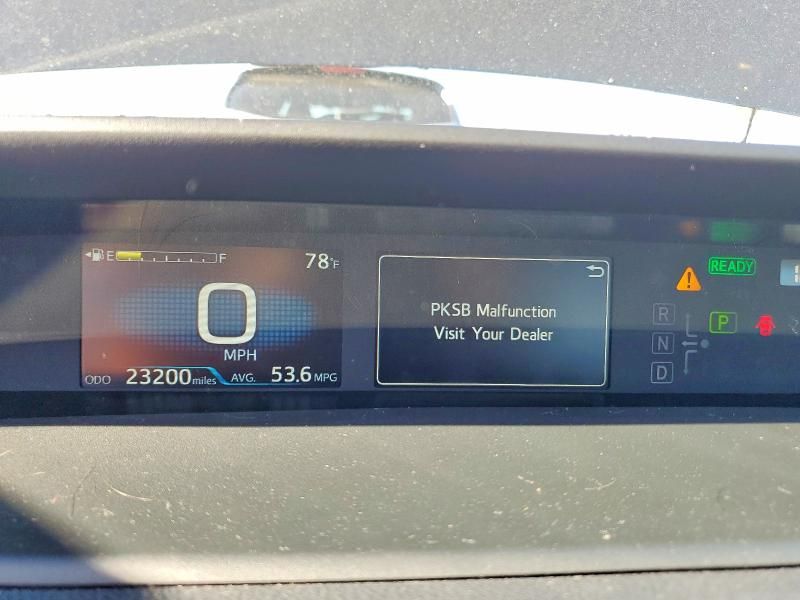 E F 78°F
0
MPH
ODO 23200 miles AVG. 53.6 MPG
PKSB Malfunction
Visit Your Dealer
READY
R
N
P
D